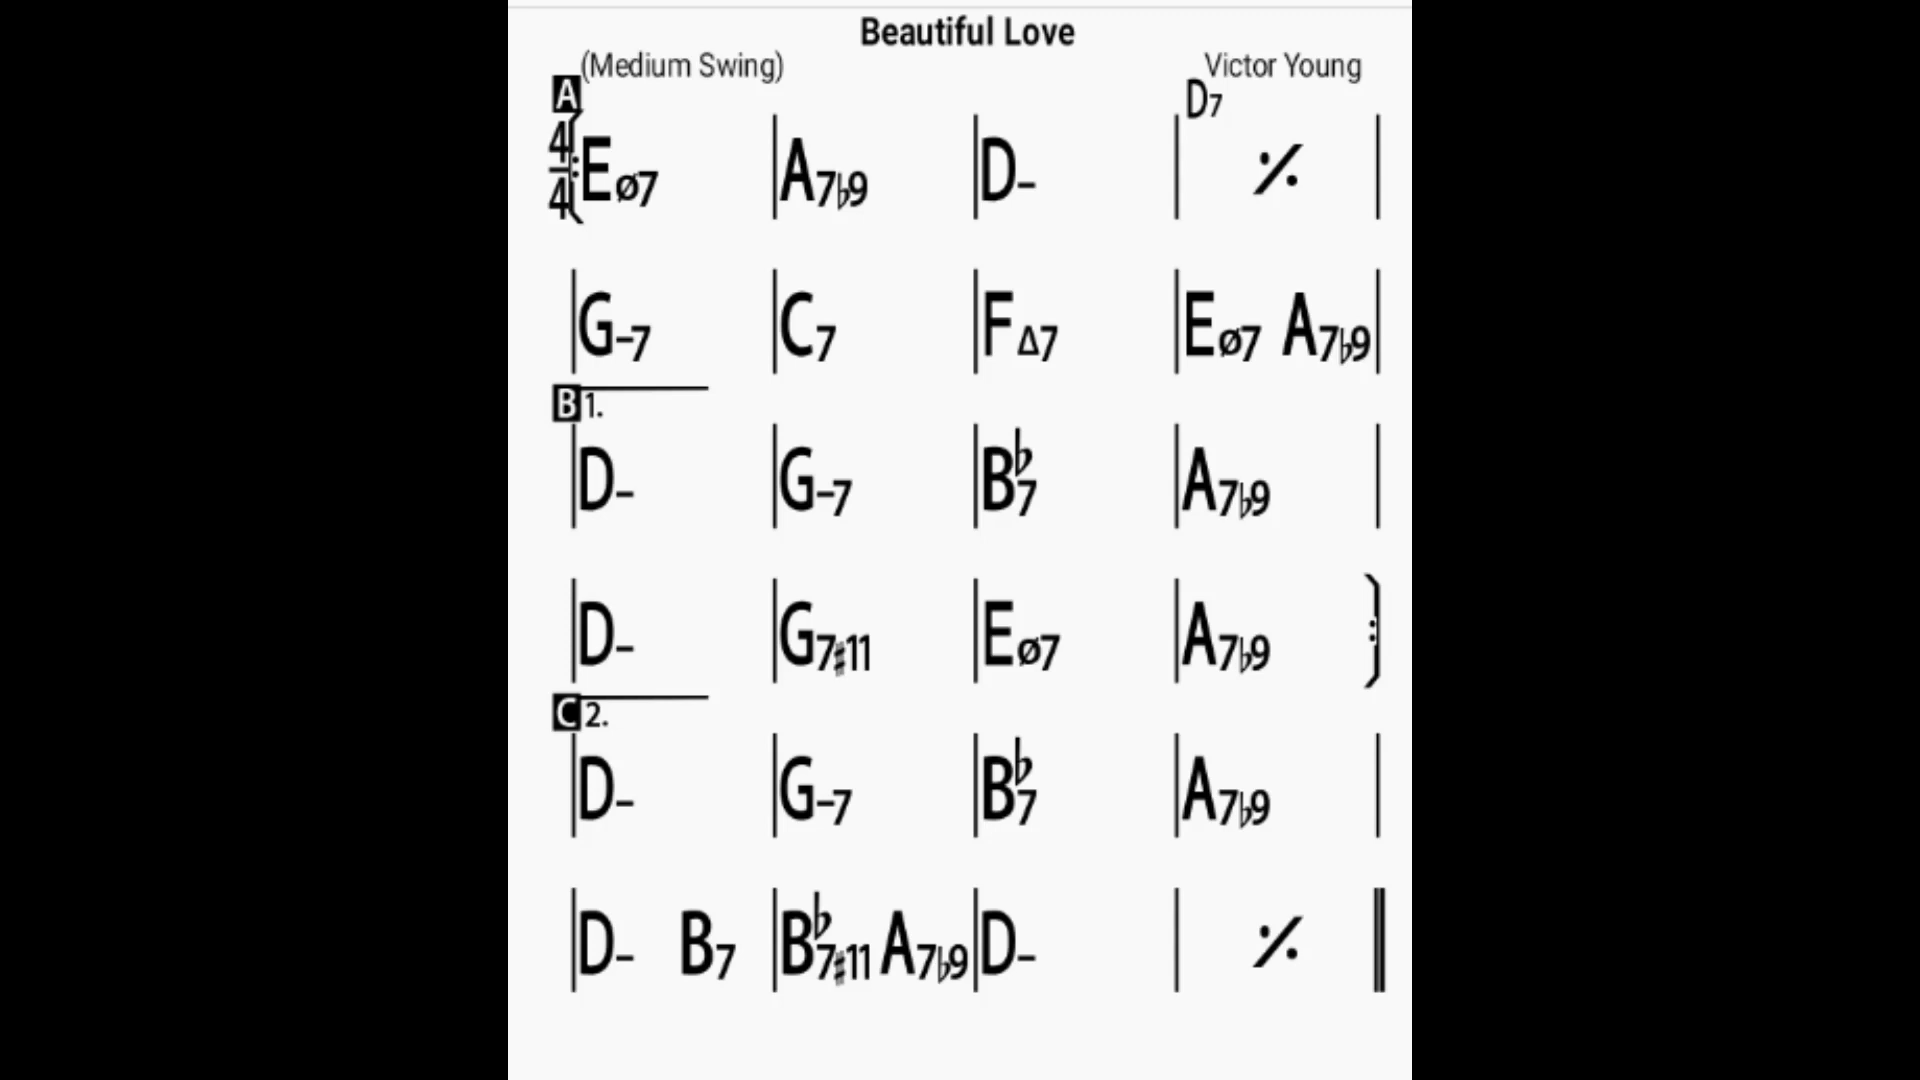 Beautiful Love
(Medium Swing) Victor Young
A D7
4/4 Eø7 A7♭9 D– 𝄎
G–7 C7 FΔ7 Eø7 A7♭9
B 1.
D– G–7 B♭7 A7♭9
D– G7♯11 Eø7 A7♭9
C 2.
D– G–7 B♭7 A7♭9
D– B7 B♭7♯11 A7♭9 D– 𝄎